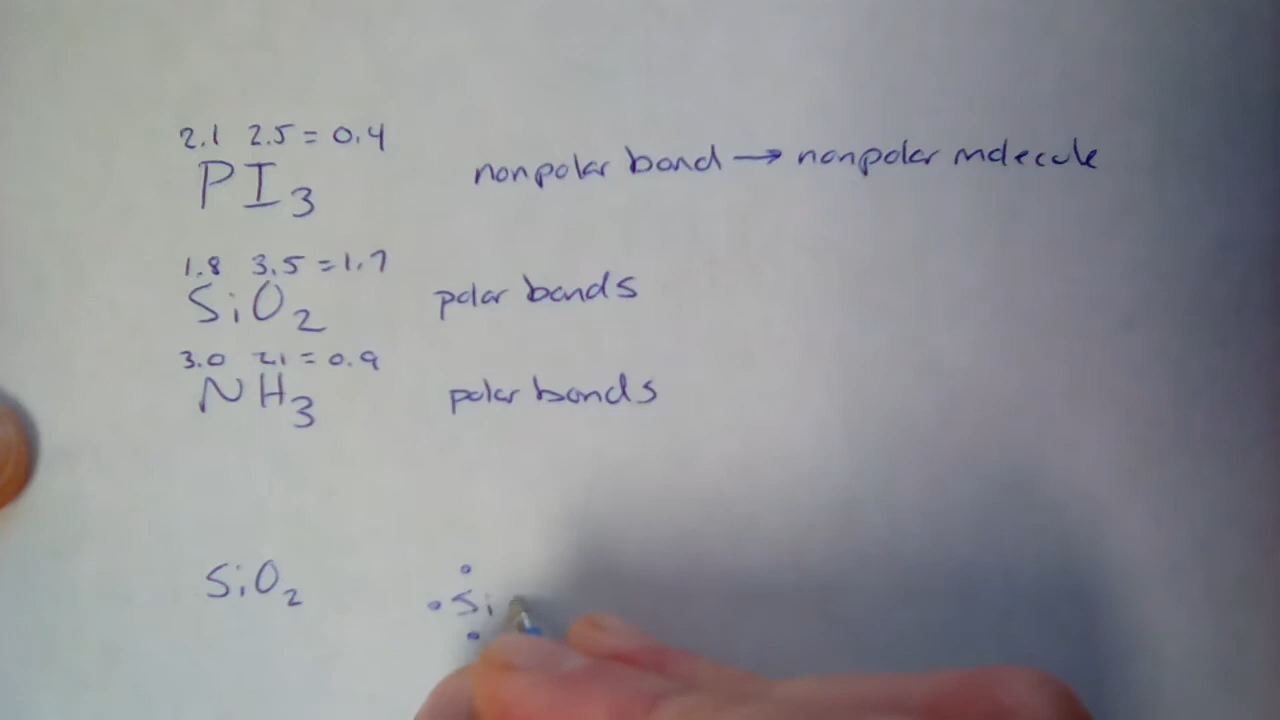 2.1 2.5 = 0.4
PI₃ nonpolar bond → nonpolar molecule
1.8 3.5 = 1.7
SiO₂ polar bonds
3.0 2.1 = 0.9
NH₃ polar bonds
SiO₂ Si